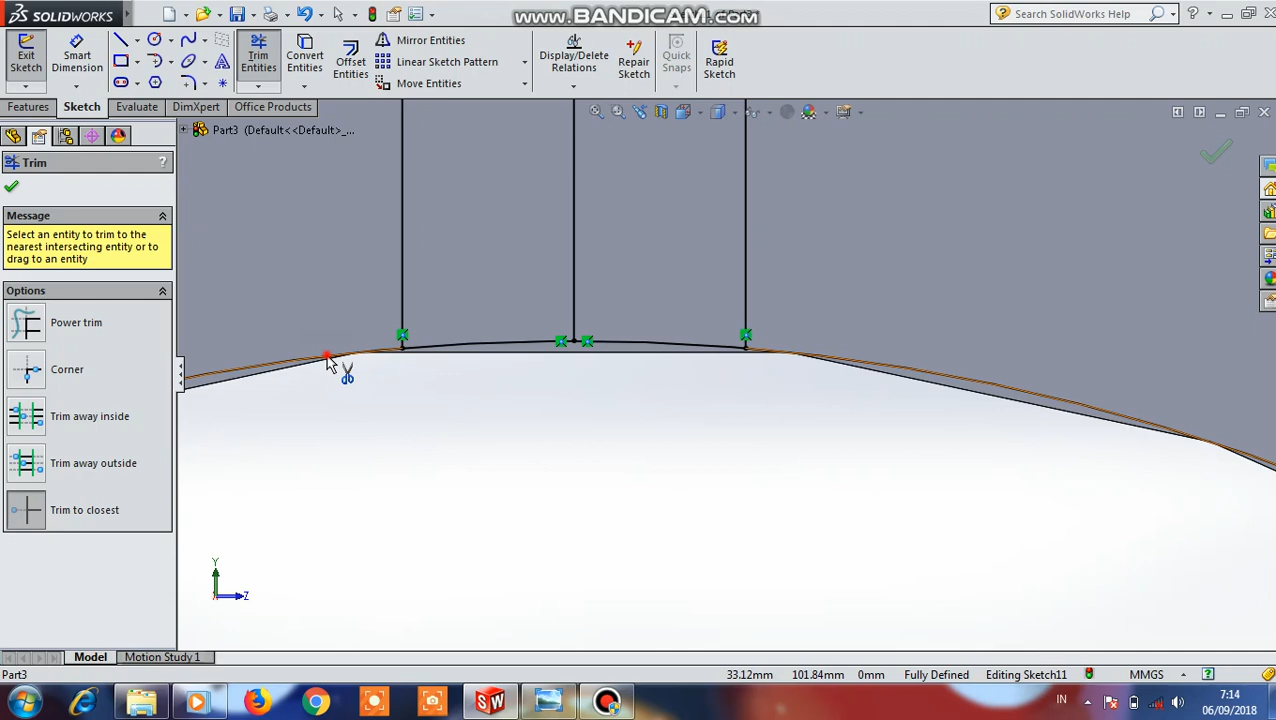 SOLIDWORKS
www.BANDICAM.com
Search SolidWorks Help
Exit Sketch
Smart Dimension
Trim Entities
Convert Entities
Offset Entities
Mirror Entities
Linear Sketch Pattern
Move Entities
Display/Delete Relations
Repair Sketch
Quick Snaps
Rapid Sketch
Features
Sketch
Evaluate
DimXpert
Office Products
Part3 (Default<<Default>_...
Trim
?
Message
Select an entity to trim to the
nearest intersecting entity or to
drag to an entity
Options
Power trim
Corner
Trim away inside
Trim away outside
Trim to closest
Y
Z
Model
Motion Study 1
Part3
33.12mm
101.84mm
0mm
Fully Defined
Editing Sketch11
MMGS
IN
7:14
06/09/2018